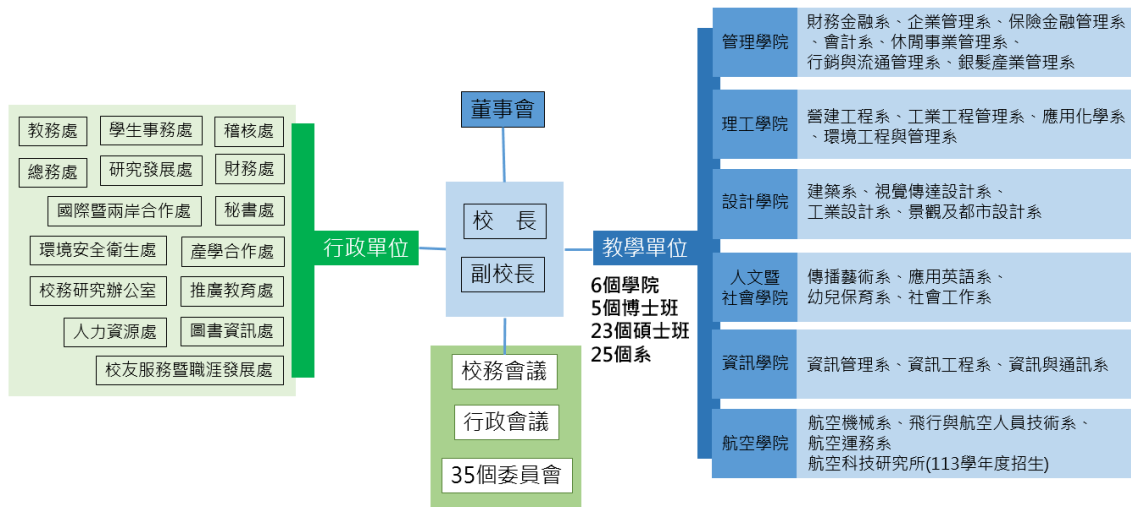 董事會
校　長
副校長
校務會議
行政會議
35個委員會
行政單位
教務處
學生事務處
稽核處
總務處
研究發展處
財務處
國際暨兩岸合作處
秘書處
環境安全衛生處
產學合作處
校務研究辦公室
推廣教育處
人力資源處
圖書資訊處
校友服務暨職涯發展處
教學單位
6個學院
5個博士班
23個碩士班
25個系
管理學院
財務金融系、企業管理系、保險金融管理系
、會計系、休閒事業管理系、
行銷與流通管理系、銀髮產業管理系
理工學院
營建工程系、工業工程管理系、應用化學系
、環境工程與管理系
設計學院
建築系、視覺傳達設計系、
工業設計系、景觀及都市設計系
人文暨
社會學院
傳播藝術系、應用英語系、
幼兒保育系、社會工作系
資訊學院
資訊管理系、資訊工程系、資訊與通訊系
航空學院
航空機械系、飛行與航空人員技術系、
航空運務系
航空科技研究所(113學年度招生)